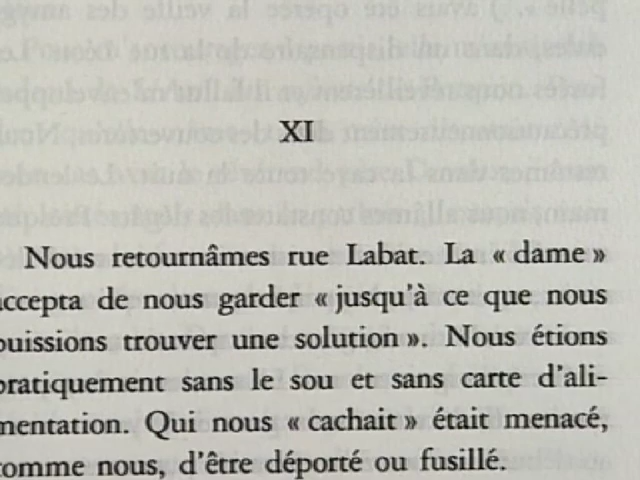 XI
Nous retournâmes rue Labat. La « dame »
accepta de nous garder « jusqu'à ce que nous
puissions trouver une solution ». Nous étions
pratiquement sans le sou et sans carte d'ali-
mentation. Qui nous « cachait » était menacé,
comme nous, d'être déporté ou fusillé.